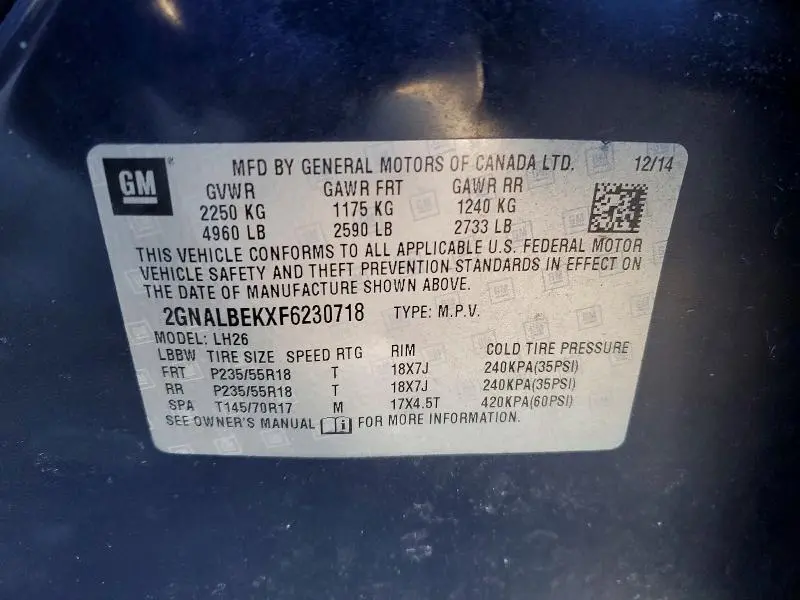 GM
MFD BY GENERAL MOTORS OF CANADA LTD. 12/14
GVWR GAWR FRT GAWR RR
2250 KG 1175 KG 1240 KG
4960 LB 2590 LB 2733 LB
THIS VEHICLE CONFORMS TO ALL APPLICABLE U.S. FEDERAL MOTOR
VEHICLE SAFETY AND THEFT PREVENTION STANDARDS IN EFFECT ON
THE DATE OF MANUFACTURE SHOWN ABOVE.
2GNALBEKXF6230718 TYPE: M.P.V.
MODEL: LH26
LBBW TIRE SIZE SPEED RTG RIM COLD TIRE PRESSURE
FRT P235/55R18 T 18X7J 240KPA(35PSI)
RR P235/55R18 T 18X7J 240KPA(35PSI)
SPA T145/70R17 M 17X4.5T 420KPA(60PSI)
SEE OWNER'S MANUAL FOR MORE INFORMATION.